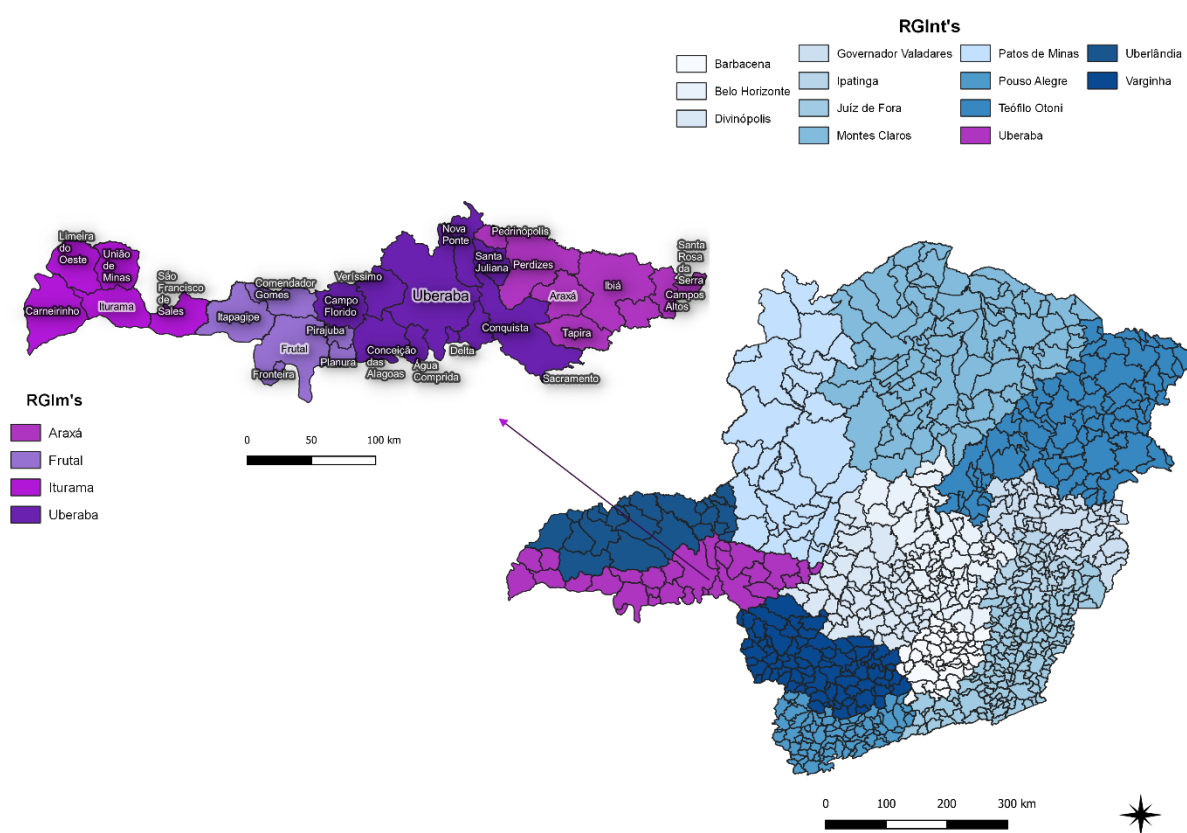 RGInt's
Barbacena
Belo Horizonte
Divinópolis
Governador Valadares
Ipatinga
Juíz de Fora
Montes Claros
Patos de Minas
Pouso Alegre
Teófilo Otoni
Uberaba
Uberlândia
Varginha
Limeira
do
Oeste
União
de
Minas
Carneirinho
Iturama
São
Francisco
de
Sales
Itapagipe
Comendador
Gomes
Frutal
Fronteira
Pirajuba
Planura
Veríssimo
Campo
Florido
Conceição
das
Alagoas
Água
Comprida
Uberaba
Delta
Nova
Ponte
Santa
Juliana
Conquista
Sacramento
Pedrinópolis
Perdizes
Araxá
Tapira
Ibiá
Santa
Rosa
da
Serra
Campos
Altos
RGIm's
Araxá
Frutal
Iturama
Uberaba
0 50 100 km
0 100 200 300 km